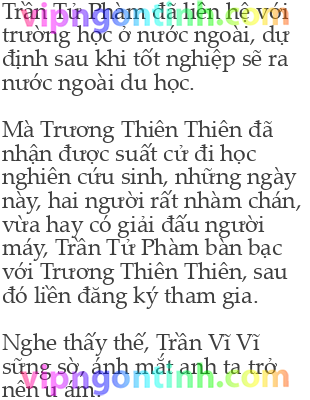 Trần Tử Phàm đã liên hệ với
trường học ở nước ngoài, dự
định sau khi tốt nghiệp sẽ ra
nước ngoài du học.
Mà Trương Thiên Thiên đã
nhận được suất cử đi học
nghiên cứu sinh, những ngày
này, hai người rất nhàm chán,
vừa hay có giải đấu người
máy, Trần Tử Phàm bàn bạc
với Trương Thiên Thiên, sau
đó liền đăng ký tham gia.
Nghe thấy thế, Trần Vĩ Vĩ
sững sờ, ánh mắt anh ta trở
nên u ám.
vipngontinh.com
vipngontinh.com